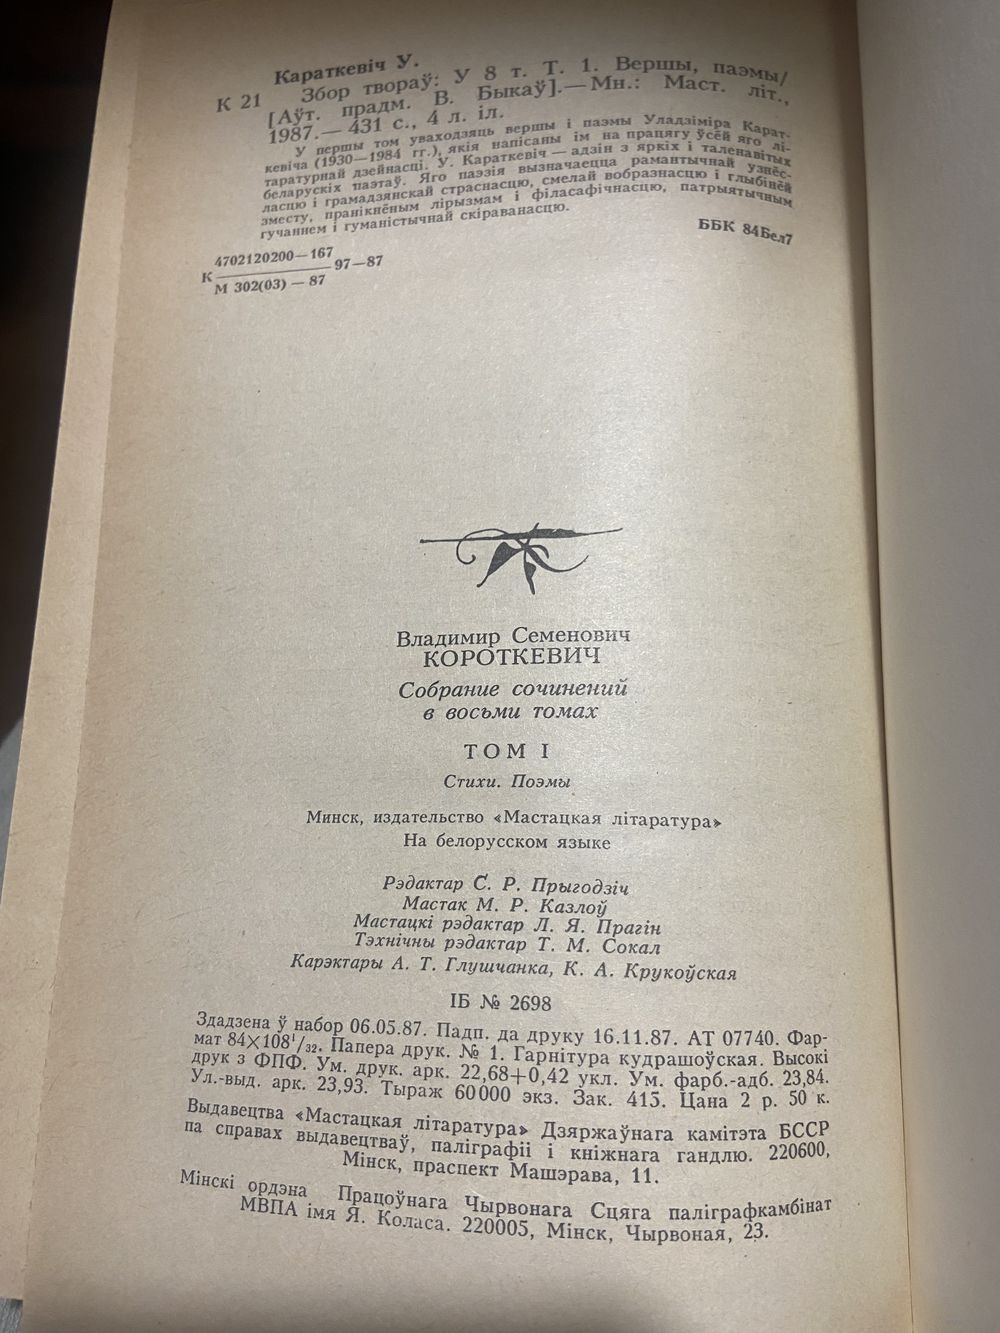 Караткевіч У.
К 21 Збор твораў: У 8 т. Т. 1. Вершы, паэмы/
[Аўт. прадм. В. Быкаў].— Мн.: Маст. літ.,
1987.— 431 с., 4 л. іл.
У першы том уваходзяць вершы і паэмы Уладзіміра Карат-
кевіча (1930—1984 гг.), якія напісаны ім на працягу ўсёй яго лі-
таратурнай дзейнасці. У. Караткевіч — адзін з яркіх і таленавітых
беларускіх паэтаў. Яго паэзія вызначаецца рамантычнай узнёс-
ласцю і грамадзянскай страснасцю, смелай вобразнасцю і глыбінёй
зместу, пранікнёным лірызмам і філасафічнасцю, патрыятычным
гучаннем і гуманістычнай скіраванасцю.
ББК 84Бел7
4702120200—167
К 97—87
М 302(03) — 87
Владимир Семенович
КОРОТКЕВИЧ
Собрание сочинений
в восьми томах
ТОМ I
Стихи. Поэмы
Минск, издательство «Мастацкая літаратура»
На белорусском языке
Рэдактар С. Р. Прыгодзіч
Мастак М. Р. Казлоў
Мастацкі рэдактар Л. Я. Прагін
Тэхнічны рэдактар Т. М. Сокал
Карэктары А. Т. Глушчанка, К. А. Крукоўская
ІБ № 2698
Здадзена ў набор 06.05.87. Падп. да друку 16.11.87. АТ 07740. Фар-
мат 84×108¹/₃₂. Папера друк. № 1. Гарнітура кудрашоўская. Высокі
друк з ФПФ. Ум. друк. арк. 22,68+0,42 укл. Ум. фарб.-адб. 23,84.
Ул.-выд. арк. 23,93. Тыраж 60 000 экз. Зак. 415. Цана 2 р. 50 к.
Выдавецтва «Мастацкая літаратура» Дзяржаўнага камітэта БССР
па справах выдавецтваў, паліграфіі і кніжнага гандлю. 220600,
Мінск, праспект Машэрава, 11.
Мінскі ордэна Працоўнага Чырвонага Сцяга паліграфкамбінат
МВПА імя Я. Коласа. 220005, Мінск, Чырвоная, 23.